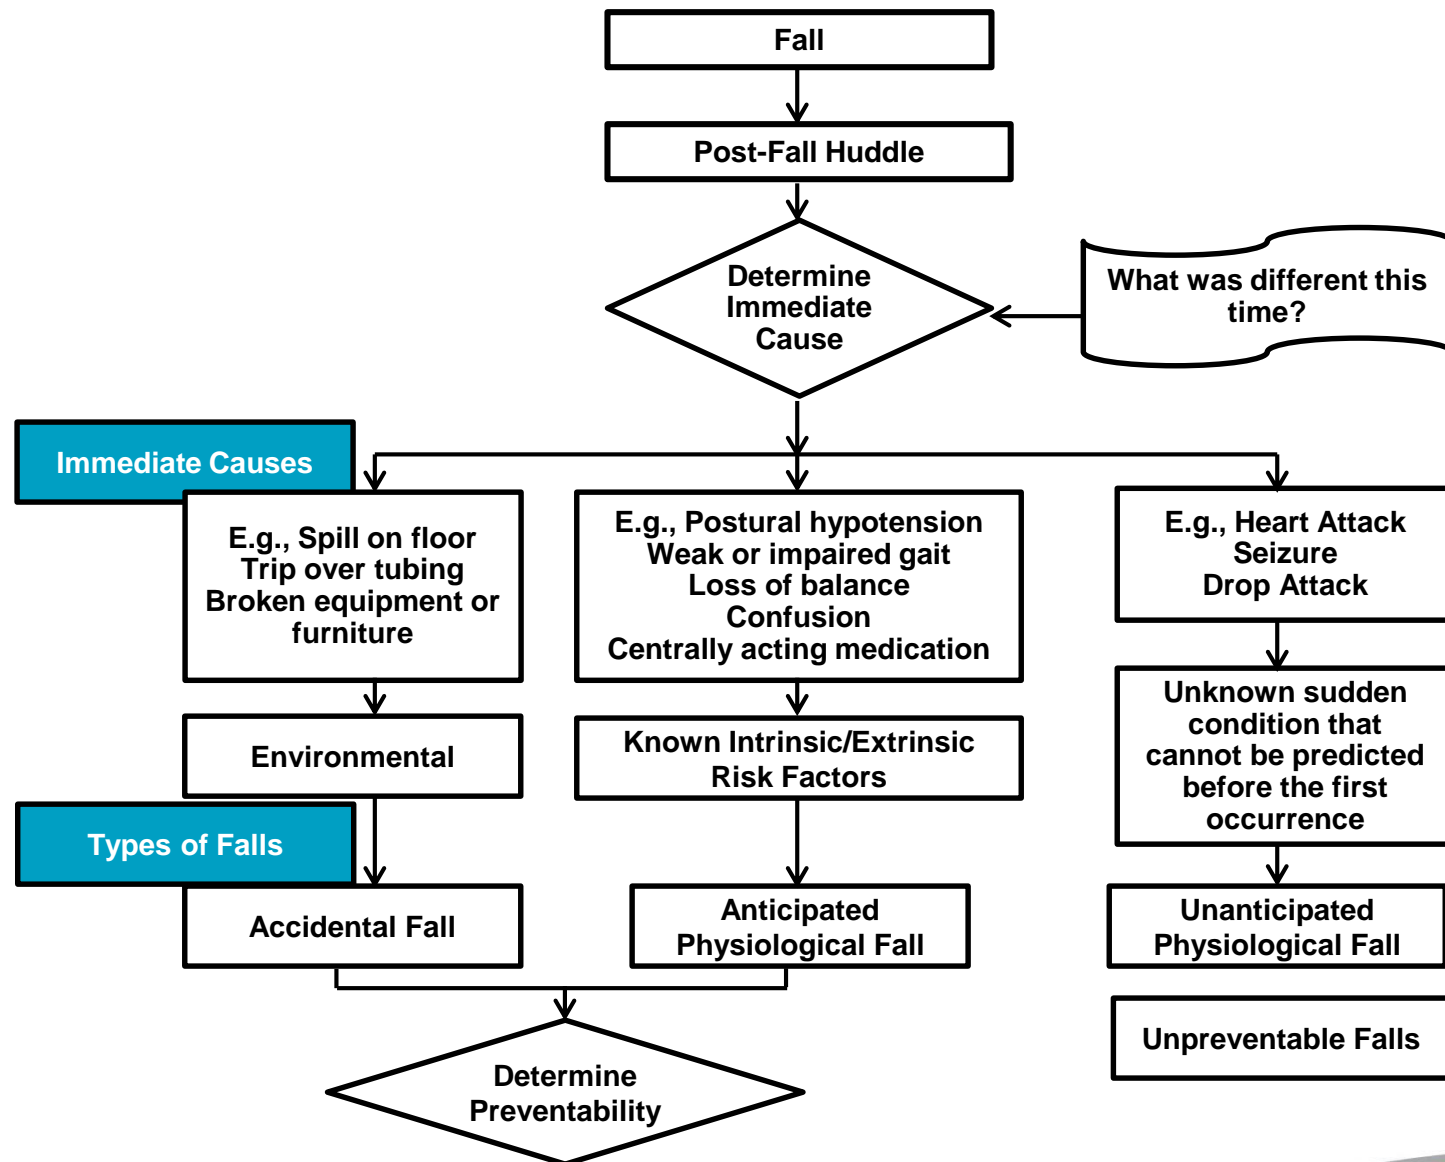 Fall
Post-Fall Huddle
Determine
Immediate
Cause
What was different this
time?
Immediate Causes
E.g., Spill on floor
Trip over tubing
Broken equipment or
furniture
E.g., Postural hypotension
Weak or impaired gait
Loss of balance
Confusion
Centrally acting medication
E.g., Heart Attack
Seizure
Drop Attack
Environmental
Known Intrinsic/Extrinsic
Risk Factors
Unknown sudden
condition that
cannot be predicted
before the first
occurrence
Types of Falls
Accidental Fall
Anticipated
Physiological Fall
Unanticipated
Physiological Fall
Unpreventable Falls
Determine
Preventability